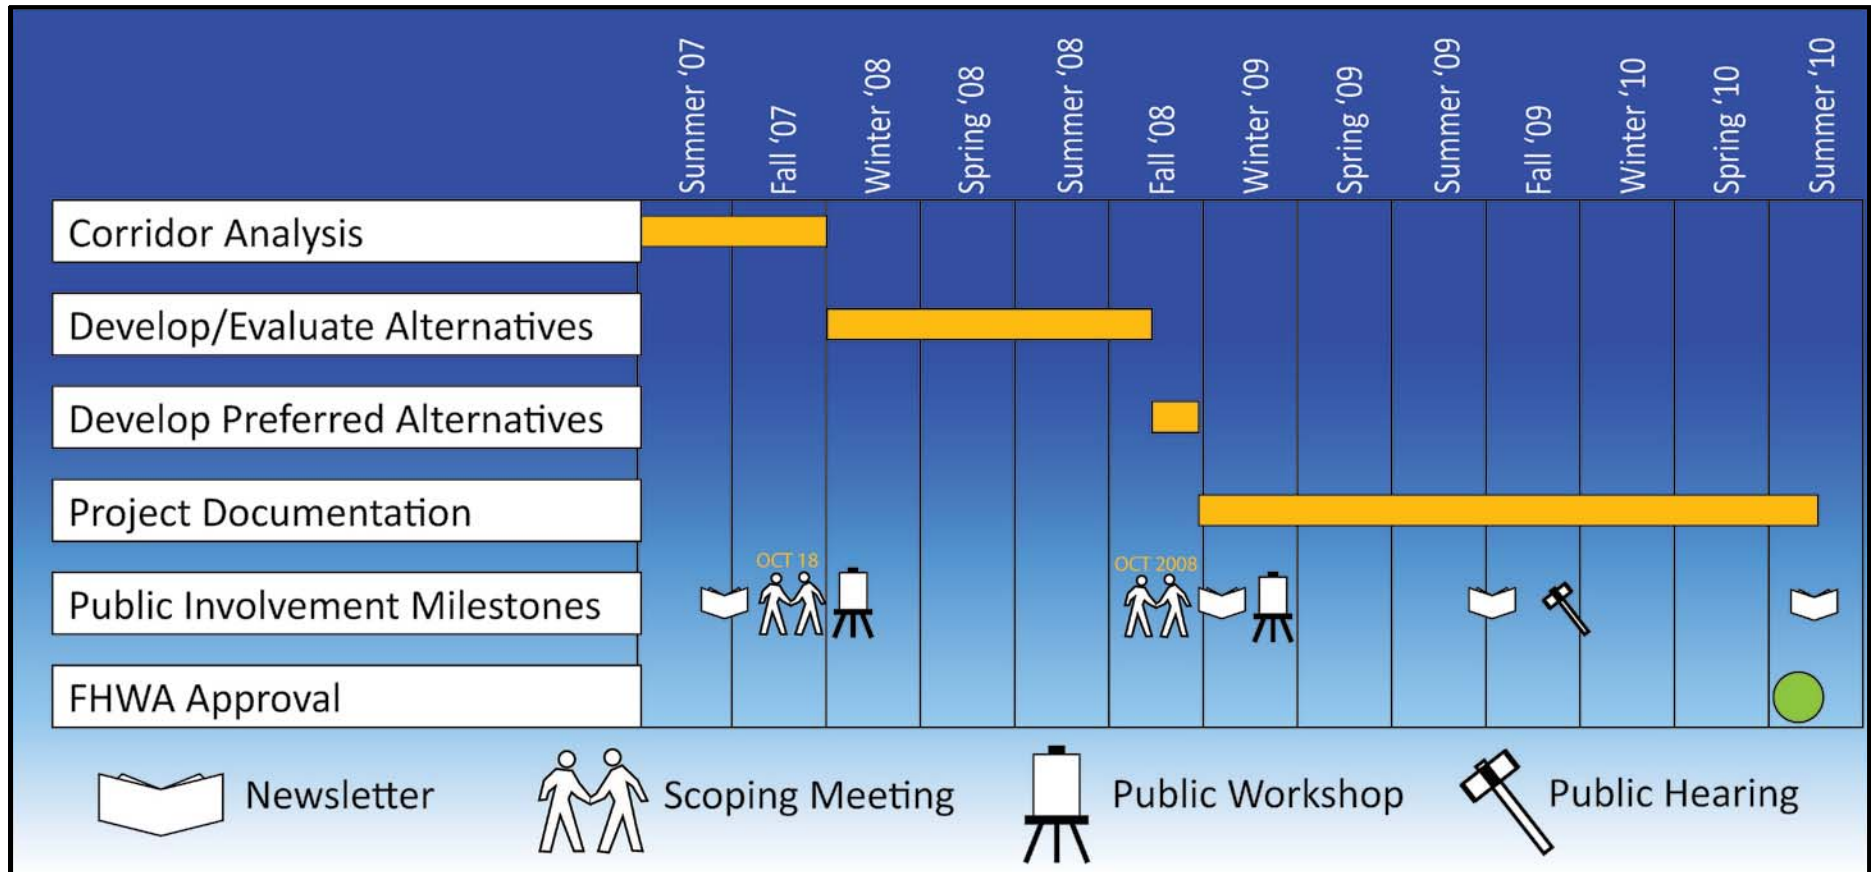 Summer ‘07
Fall ‘07
Winter ‘08
Spring ‘08
Summer ‘08
Fall ‘08
Winter ‘09
Spring ‘09
Summer ‘09
Fall ‘09
Winter ‘10
Spring ‘10
Summer ‘10
Corridor Analysis
Develop/Evaluate Alternatives
Develop Preferred Alternatives
Project Documentation
OCT 18
OCT 2008
Public Involvement Milestones
FHWA Approval
Newsletter
Scoping Meeting
Public Workshop
Public Hearing